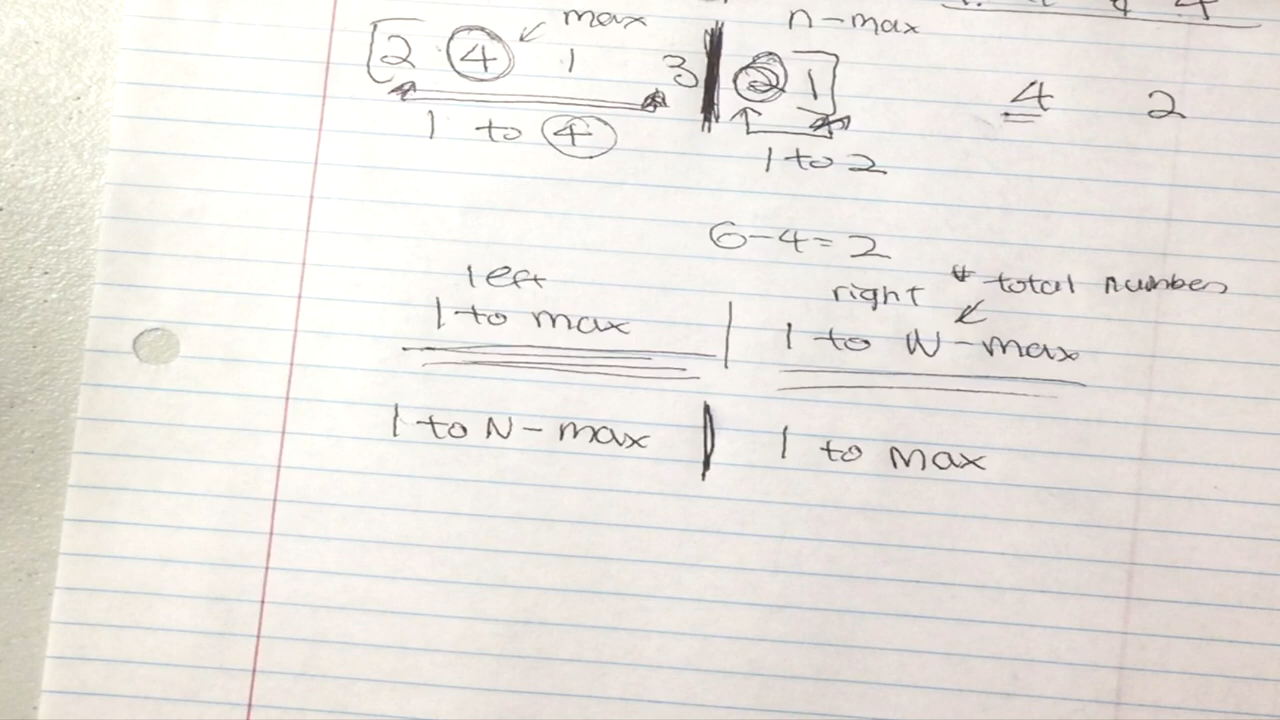 max n-max
[2 4 1 3 | 2 1]
4 2
1 to 4
1 to 2
6-4=2
left
right # total number
1 to max | 1 to N-max
1 to N-max | 1 to max